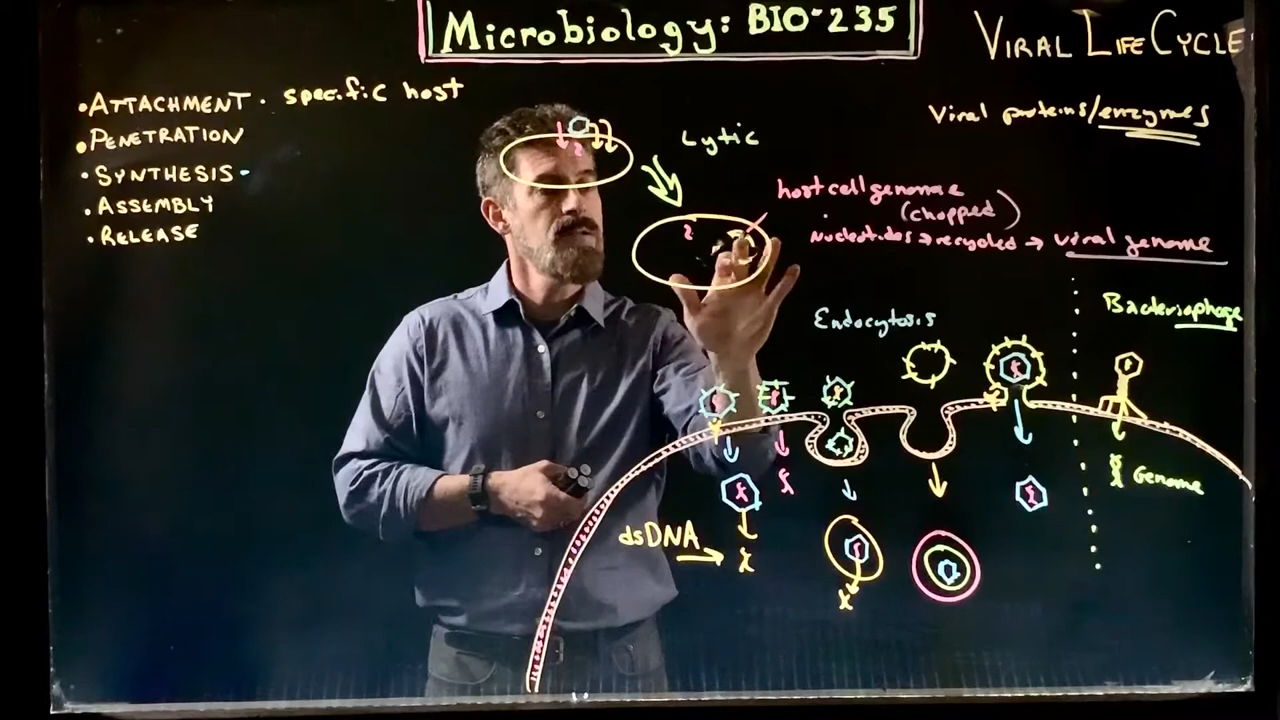 Microbiology: BIO-235
VIRAL LIFE CYCLE
• ATTACHMENT • specific host
• PENETRATION
• SYNTHESIS •
• ASSEMBLY
• RELEASE
Viral proteins/enzymes
Lytic
host cell genome
(chopped)
Nucleotides → recycled → viral genome
Endocytosis
Bacteriophage
Genome
dsDNA →